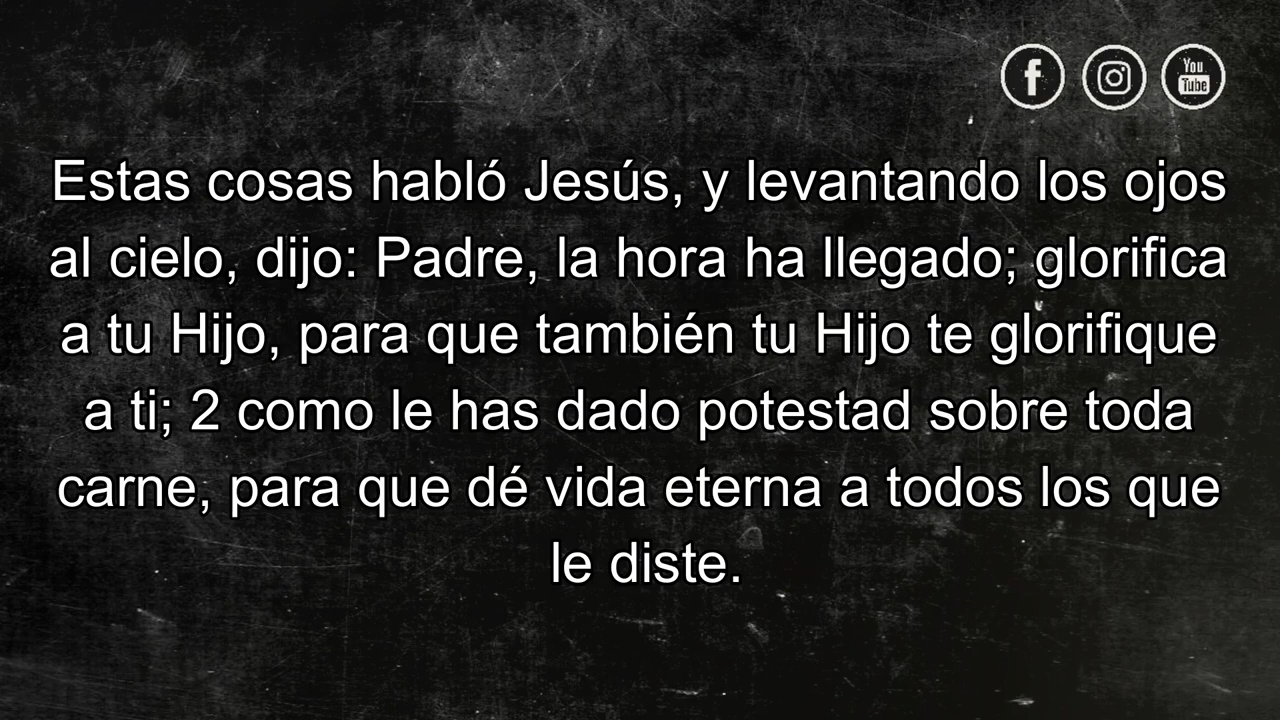 You
Tube
Estas cosas habló Jesús, y levantando los ojos
al cielo, dijo: Padre, la hora ha llegado; glorifica
a tu Hijo, para que también tu Hijo te glorifique
a ti; 2 como le has dado potestad sobre toda
carne, para que dé vida eterna a todos los que
le diste.